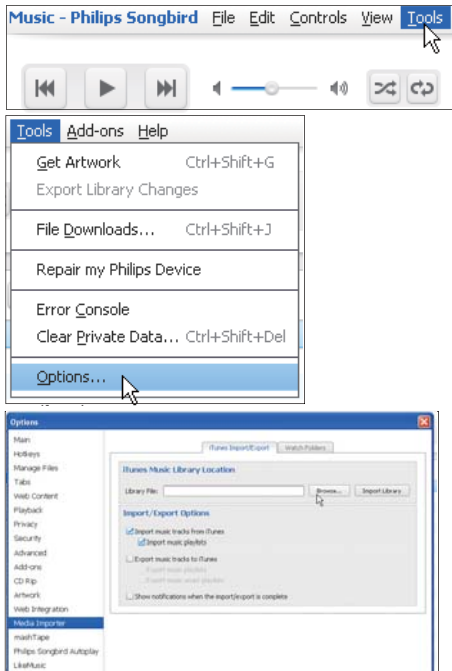 Music - Philips Songbird File Edit Controls View Tools
Tools Add-ons Help
Get Artwork Ctrl+Shift+G
Export Library Changes
File Downloads... Ctrl+Shift+J
Repair my Philips Device
Error Console
Clear Private Data... Ctrl+Shift+Del
Options...
Options
Main
Hotkeys
Manage Files
Tabs
Web Content
Playback
Privacy
Security
Advanced
Add-ons
CD Rip
Artwork
Web Integration
Media Importer
mashTape
Philips Songbird Autoplay
LikeMusic
iTunes Import/Export Watch Folders
iTunes Music Library Location
Library File: Browse... Import Library
Import/Export Options
Import music tracks from iTunes
Import music playlists
Export music tracks to iTunes
Export music playlists
Export music smart playlists
Show notifications when the import/export is complete